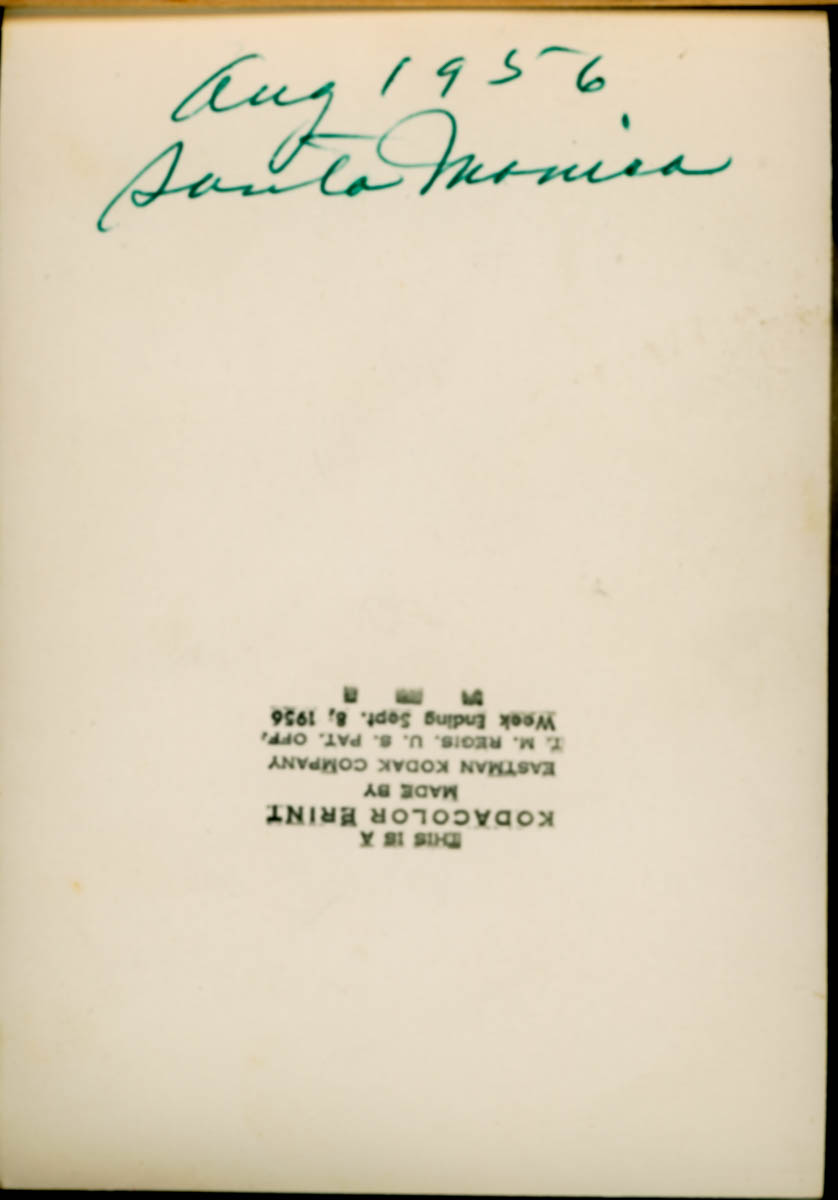 Aug 1956
Santa Monica
THIS IS A
KODACOLOR PRINT
MADE BY
EASTMAN KODAK COMPANY
T. M. REGIS. U. S. PAT. OFF.
Week Ending Sept. 8, 1956